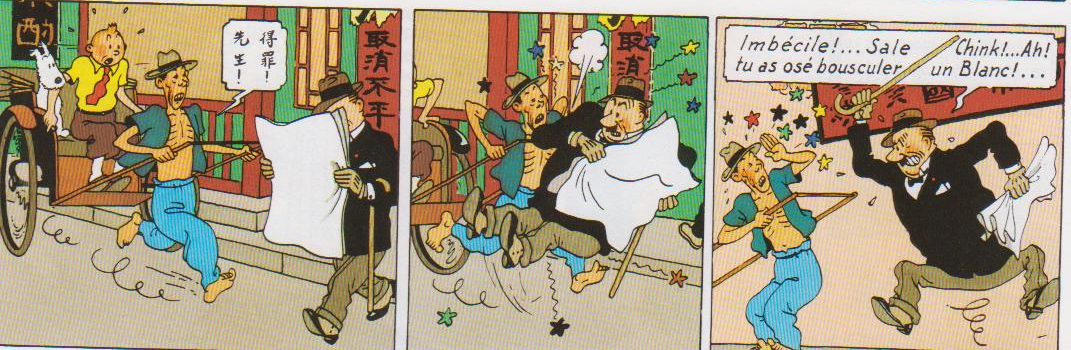 酌
得罪！
先生！
取消不平
取消
Imbécile!... Sale Chink!...Ah!
tu as osé bousculer un Blanc!...